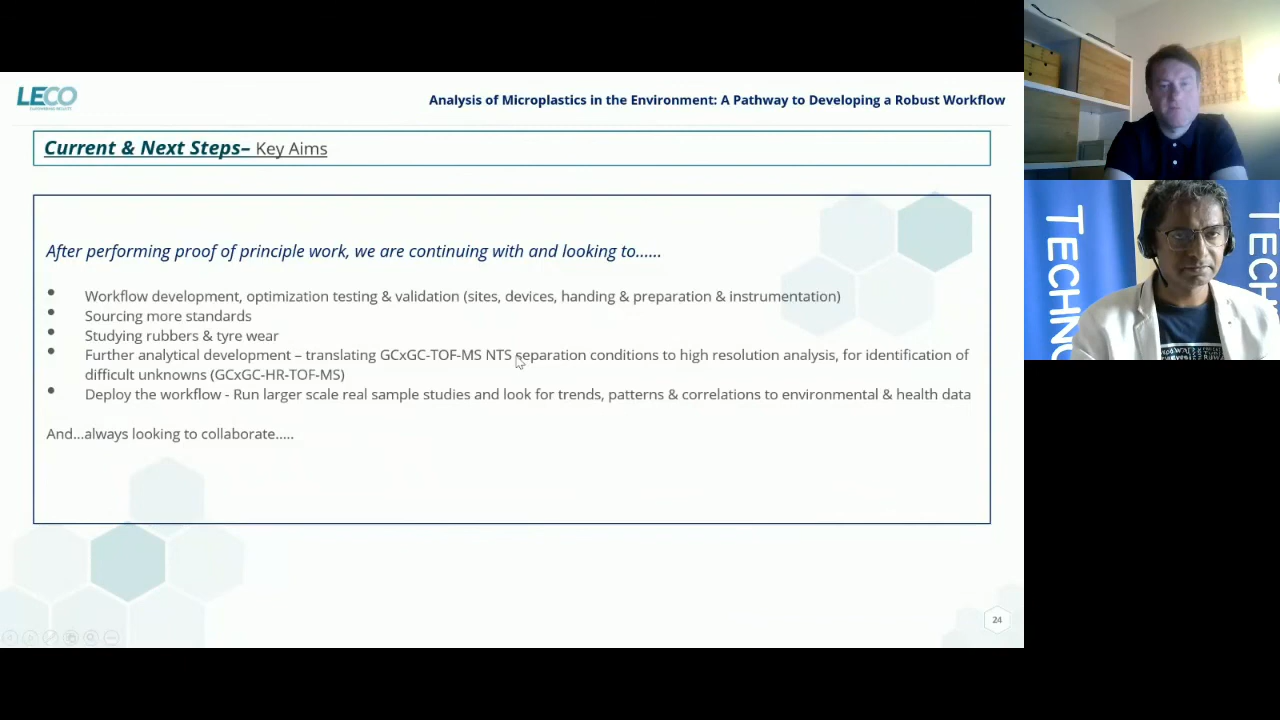 LECO
Analysis of Microplastics in the Environment: A Pathway to Developing a Robust Workflow
Current & Next Steps– Key Aims
After performing proof of principle work, we are continuing with and looking to......
• Workflow development, optimization testing & validation (sites, devices, handing & preparation & instrumentation)
• Sourcing more standards
• Studying rubbers & tyre wear
• Further analytical development – translating GCxGC-TOF-MS NTS separation conditions to high resolution analysis, for identification of
difficult unknowns (GCxGC-HR-TOF-MS)
• Deploy the workflow - Run larger scale real sample studies and look for trends, patterns & correlations to environmental & health data
And...always looking to collaborate.....
24
TECHNO
TECH